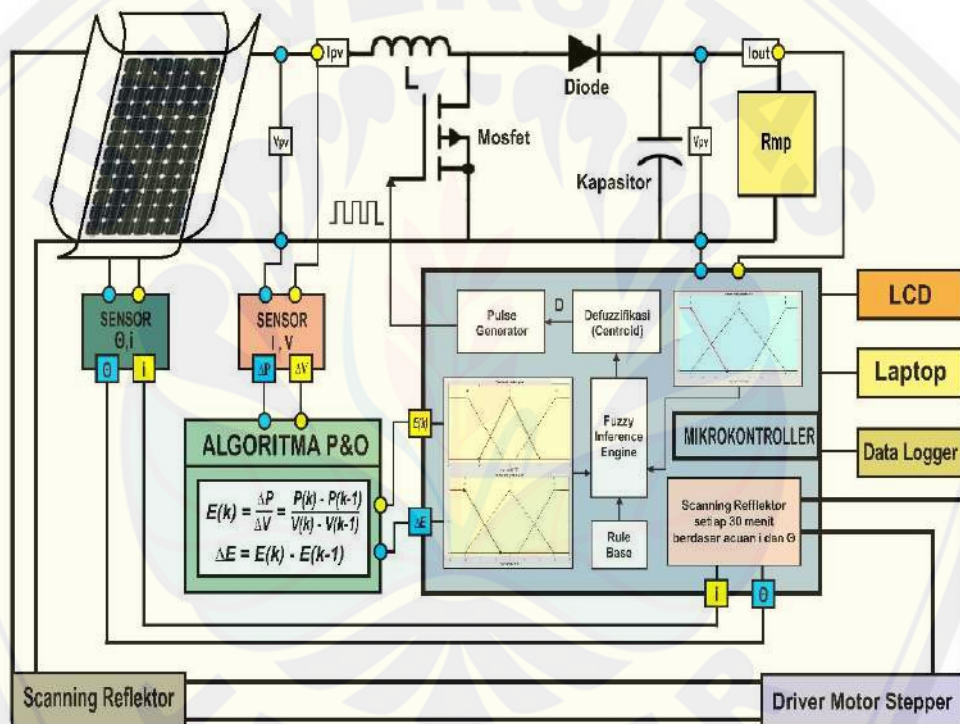 UNIVERSITAS
Ipv
L
Diode
Iout
Vpv
Mosfet
Kapasitor
Vpv
Rmp
SENSOR
Θ,i
Θ
i
SENSOR
I , V
ΔP
ΔV
Pulse
Generator
D
Defuzzifikasi
(Centroid)
LCD
Laptop
Data Logger
ALGORITMA P&O
E(k) = ΔP/ΔV = P(k) - P(k-1)/V(k) - V(k-1)
ΔE = E(k) - E(k-1)
E(k)
ΔE
Fuzzy
Inference
Engine
Rule
Base
MIKROKONTROLLER
Scanning Refflektor
setiap 30 menit
berdasar acuan i dan Θ
i
Θ
Scanning Reflektor
Driver Motor Stepper